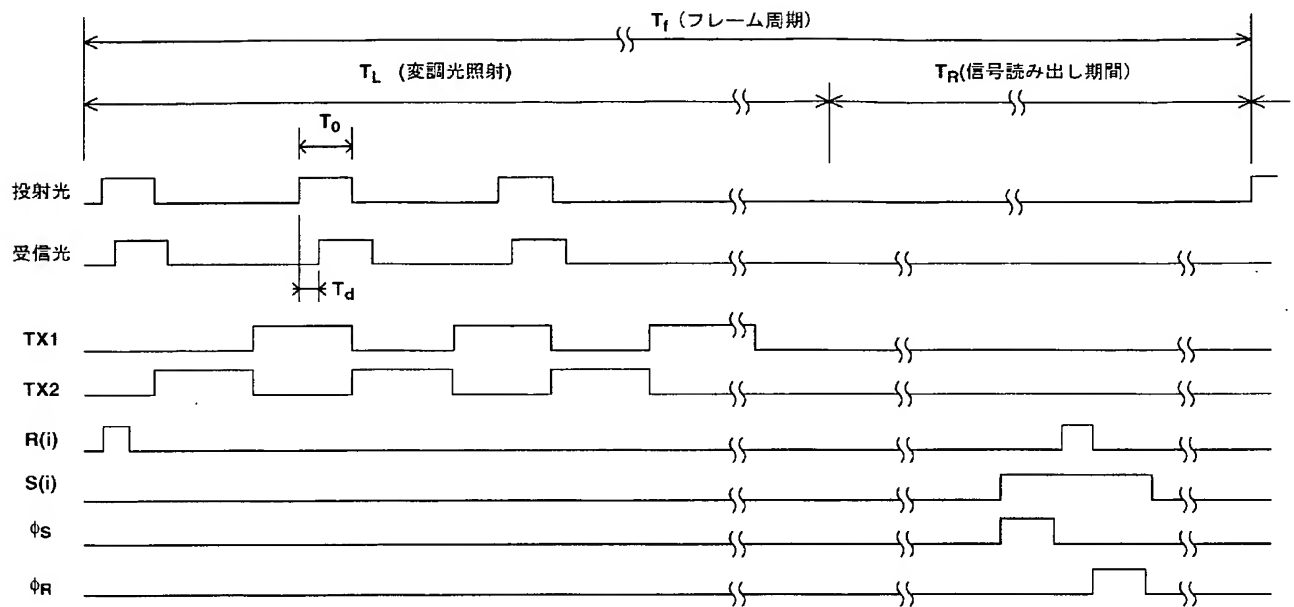 Tf (フレーム周期)
TL (変調光照射)
TR(信号読み出し期間)
T0
投射光
受信光
Td
TX1
TX2
R(i)
S(i)
φS
φR